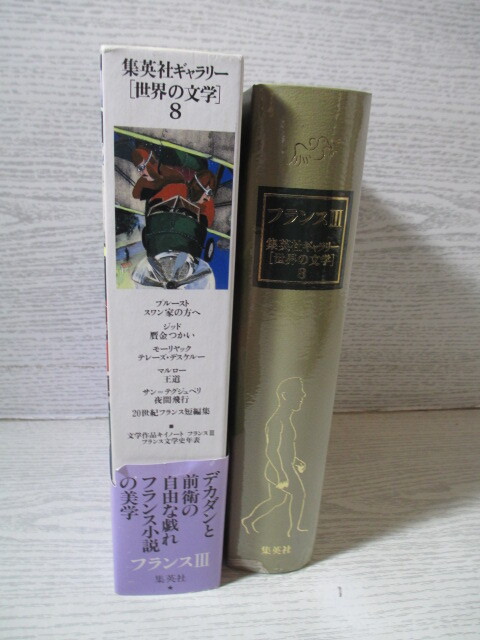 集英社ギャラリー
[世界の文学]
8
プルースト
スワン家の方へ
ジッド
贋金つかい
モーリヤック
テレーズ・デスケルー
マルロー
王道
サン=テグジュペリ
夜間飛行
20世紀フランス短編集
文学作品キイノート フランスIII
フランス文学史年表
デカダンと
前衛の
自由な戯れ
フランス小説
の美学
フランスIII
集英社
フランスIII
集英社ギャラリー
[世界の文学]
8
集英社